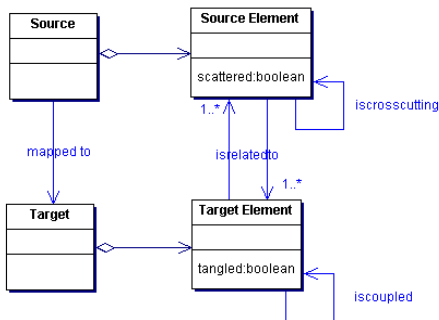 Source
Source Element
scattered:boolean
iscrosscutting
1..*
mapped to
isrelatedto
1..*
Target
Target Element
tangled:boolean
iscoupled